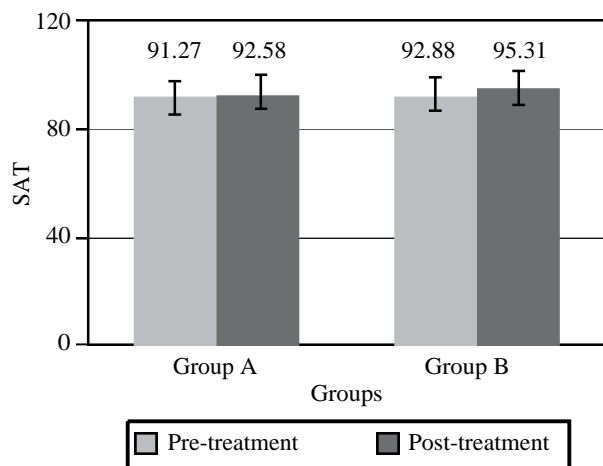 120
91.27 92.58 92.88 95.31
80
SAT
40
0
Group A Group B
Groups
Pre-treatment Post-treatment